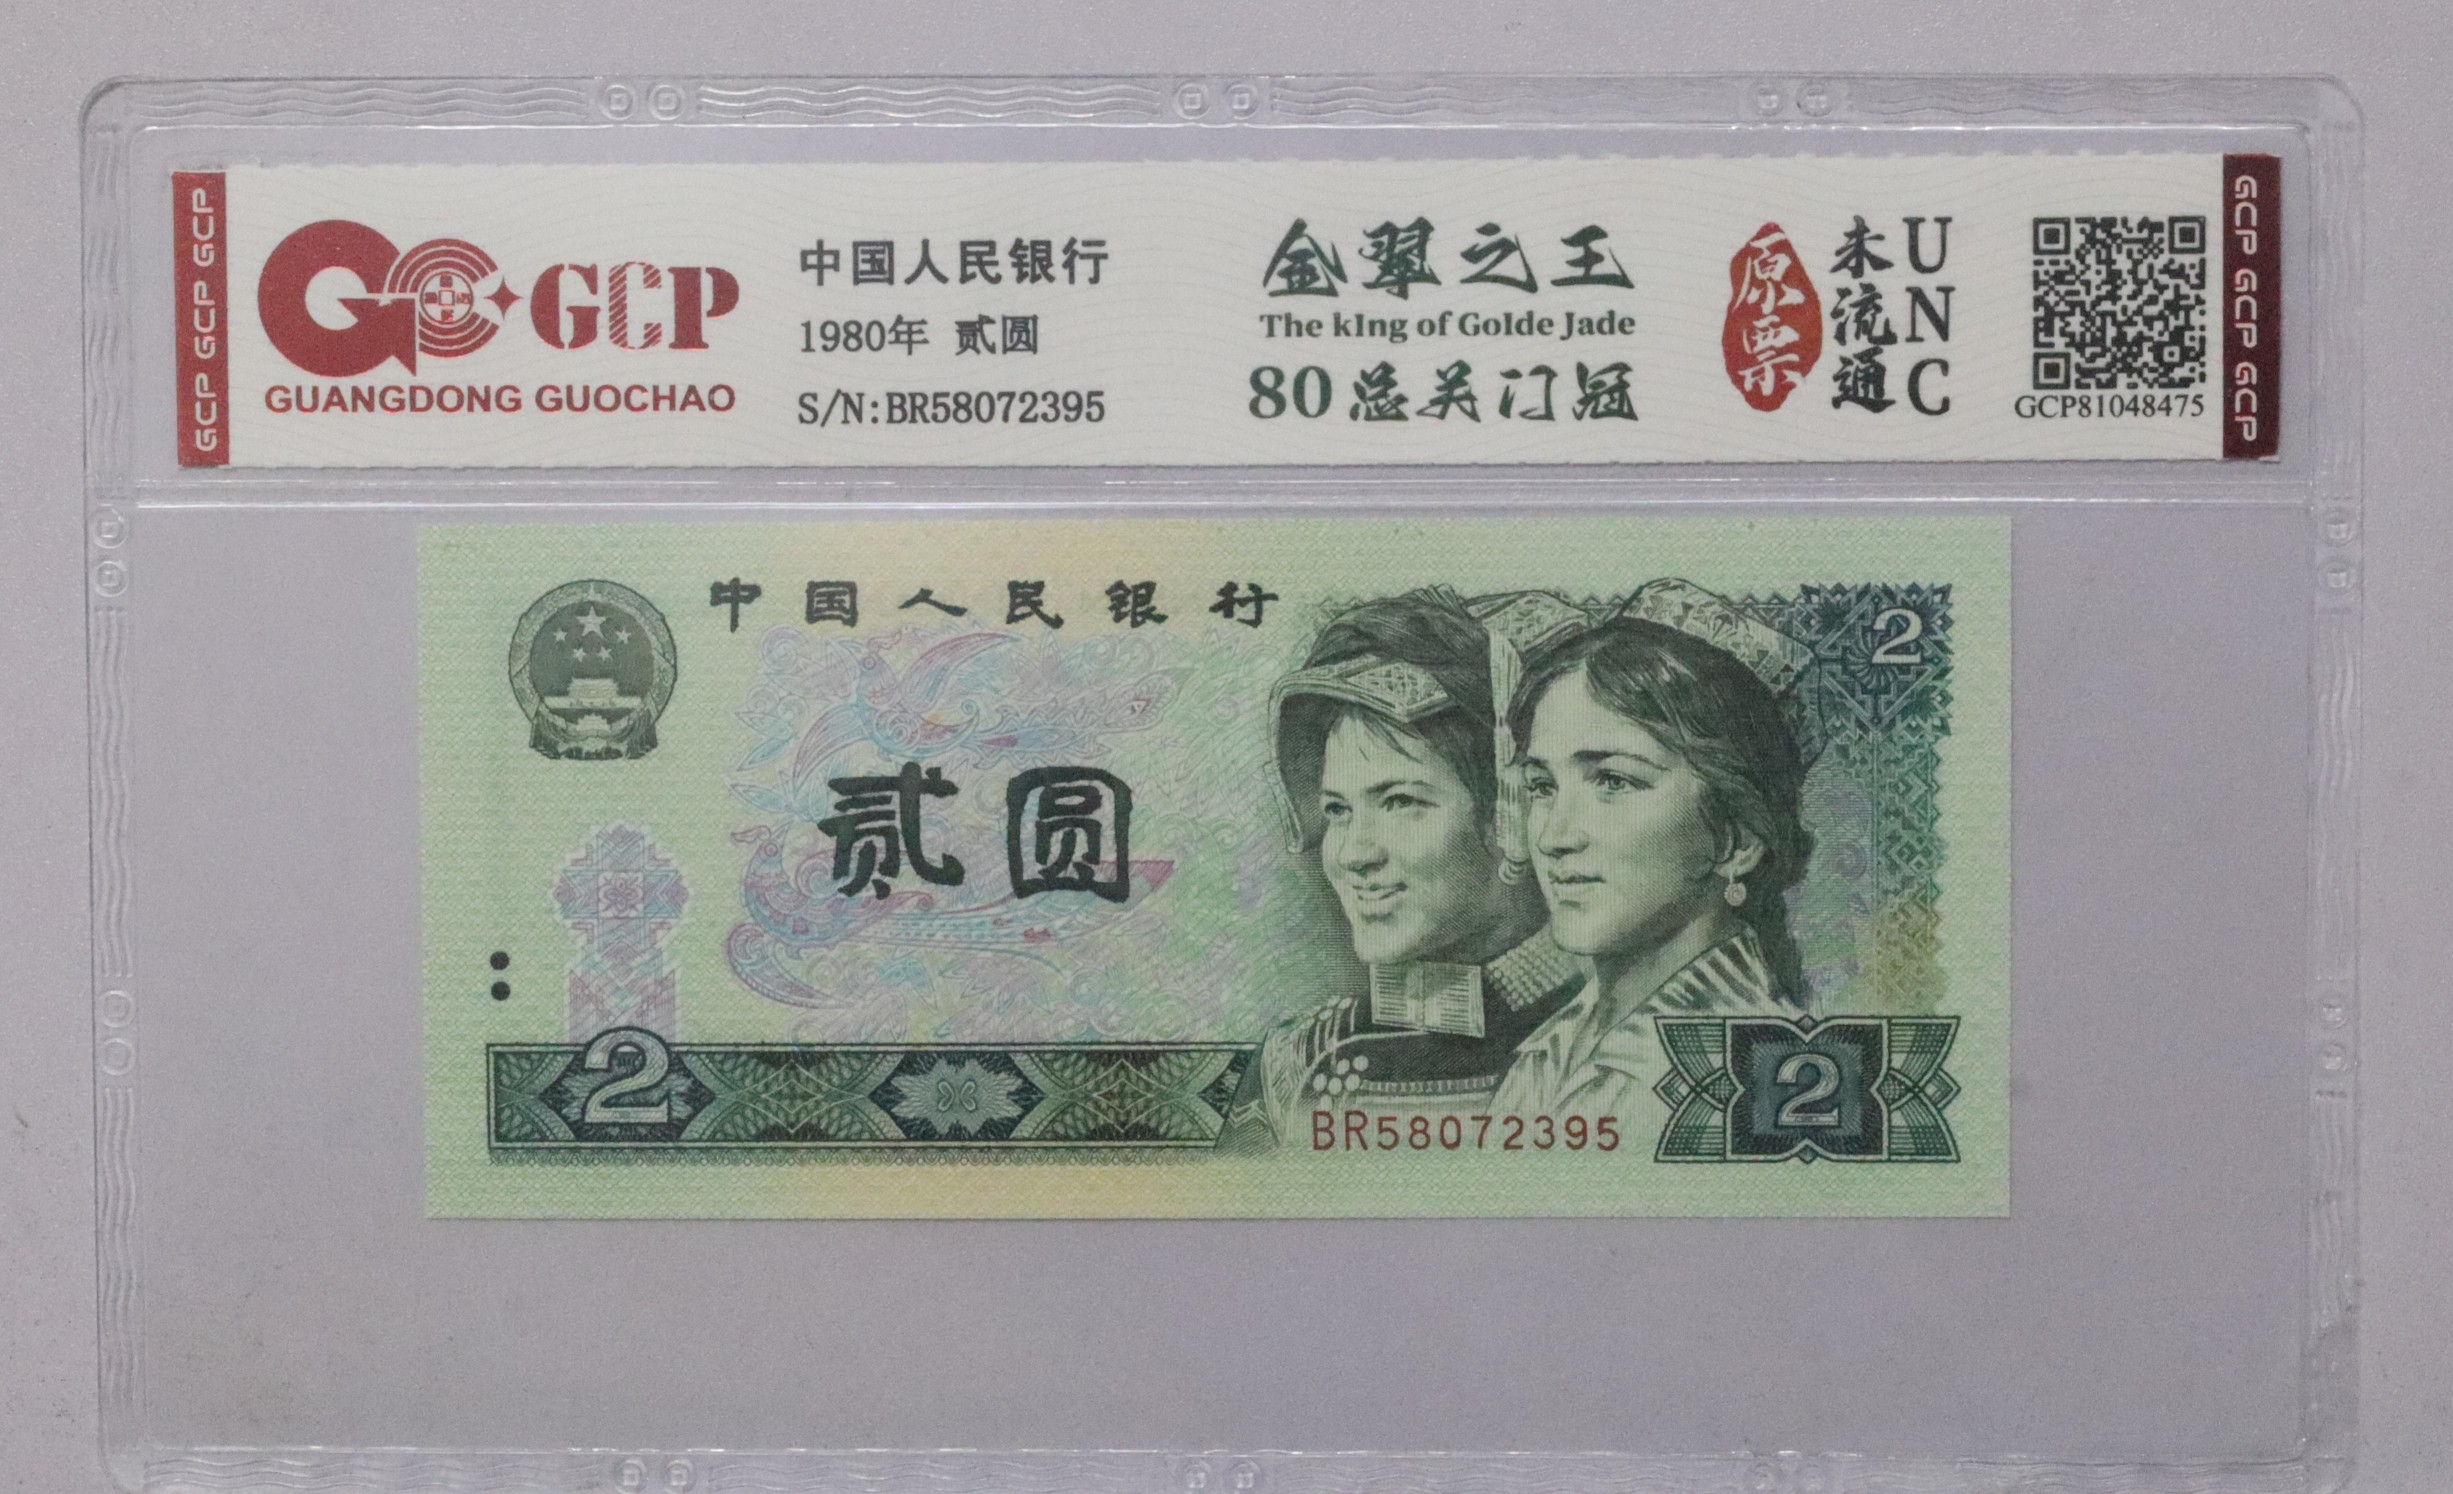 GCP GCP GCP
GCP
GUANGDONG GUOCHAO
中国人民银行
1980年 贰圆
S/N:BR58072395
金翠之王
The kIng of Golde Jade
80总关门冠
原票
未流通
UNC
GCP81048475
GCP GCP GCP
中国人民银行
2
贰圆
2
BR58072395
2